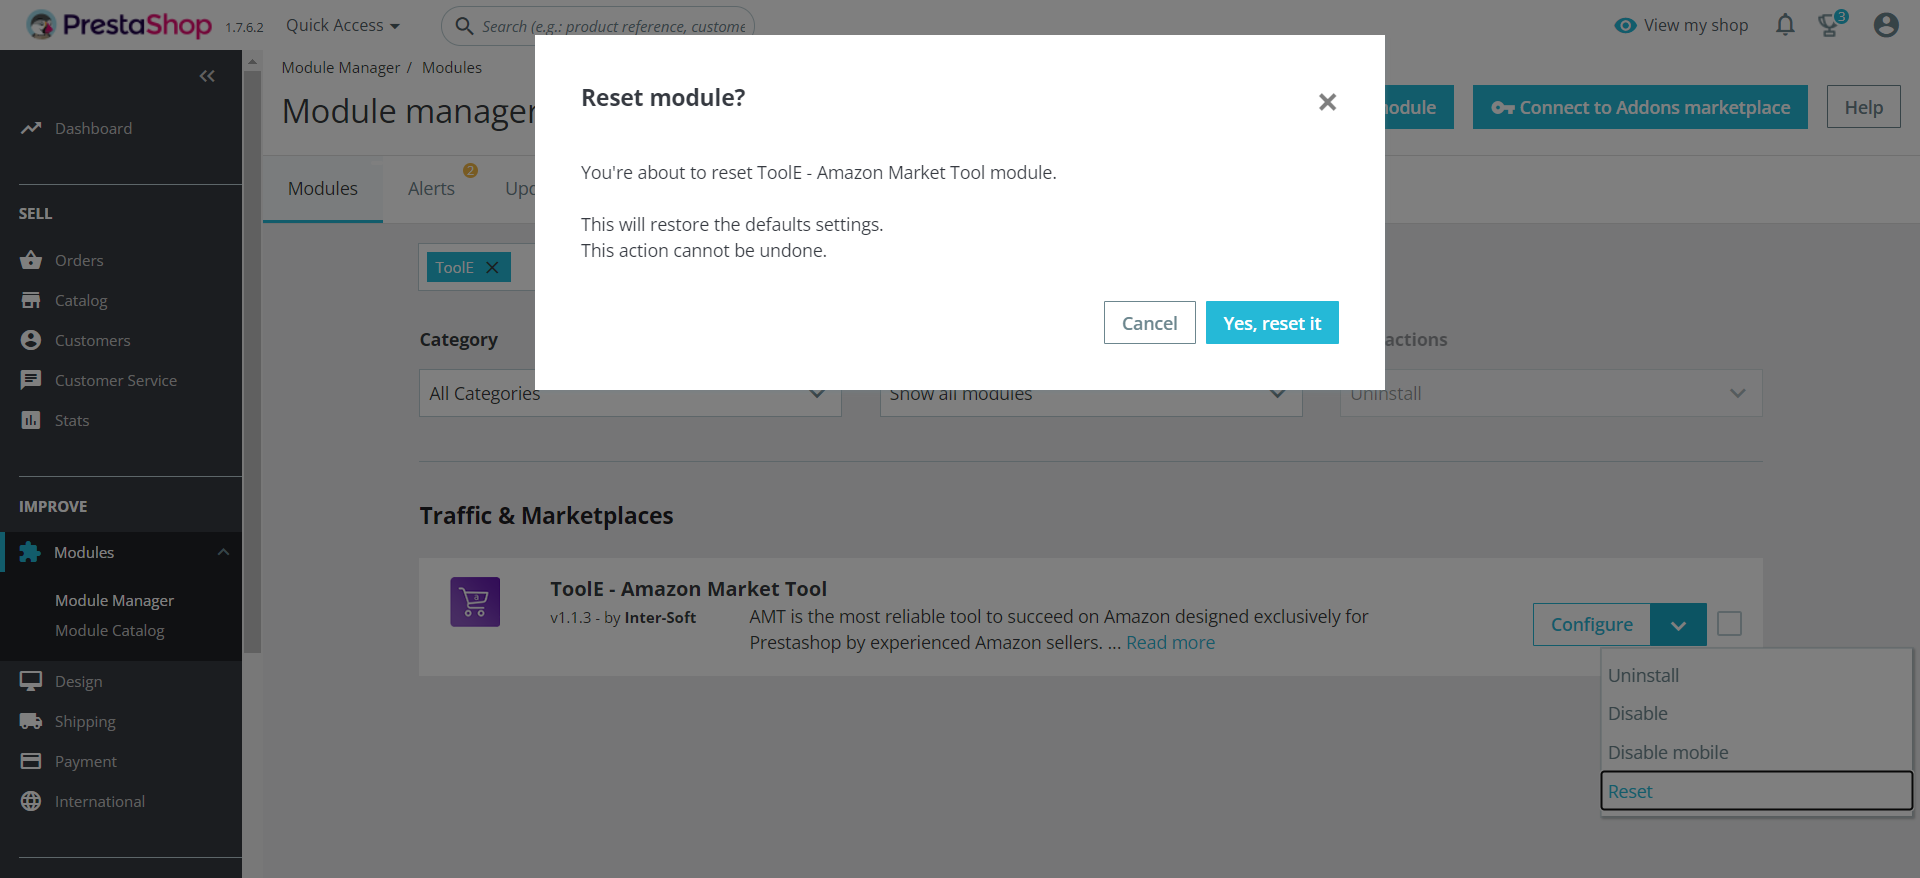 PrestaShop 1.7.6.2 Quick Access Search (e.g.: product reference, custome View my shop 3
Module Manager / Modules
Module manager
Connect to Addons marketplace
Help
Dashboard
SELL
Orders
Catalog
Customers
Customer Service
Stats
IMPROVE
Modules
Module Manager
Module Catalog
Design
Shipping
Payment
International
Modules Alerts 2
ToolE
Reset module?
You're about to reset ToolE - Amazon Market Tool module.
This will restore the defaults settings.
This action cannot be undone.
Cancel Yes, reset it
Category actions
All Categories Show all modules Uninstall
Traffic & Marketplaces
ToolE - Amazon Market Tool
v1.1.3 - by Inter-Soft
AMT is the most reliable tool to succeed on Amazon designed exclusively for
Prestashop by experienced Amazon sellers. ... Read more
Configure
Uninstall
Disable
Disable mobile
Reset